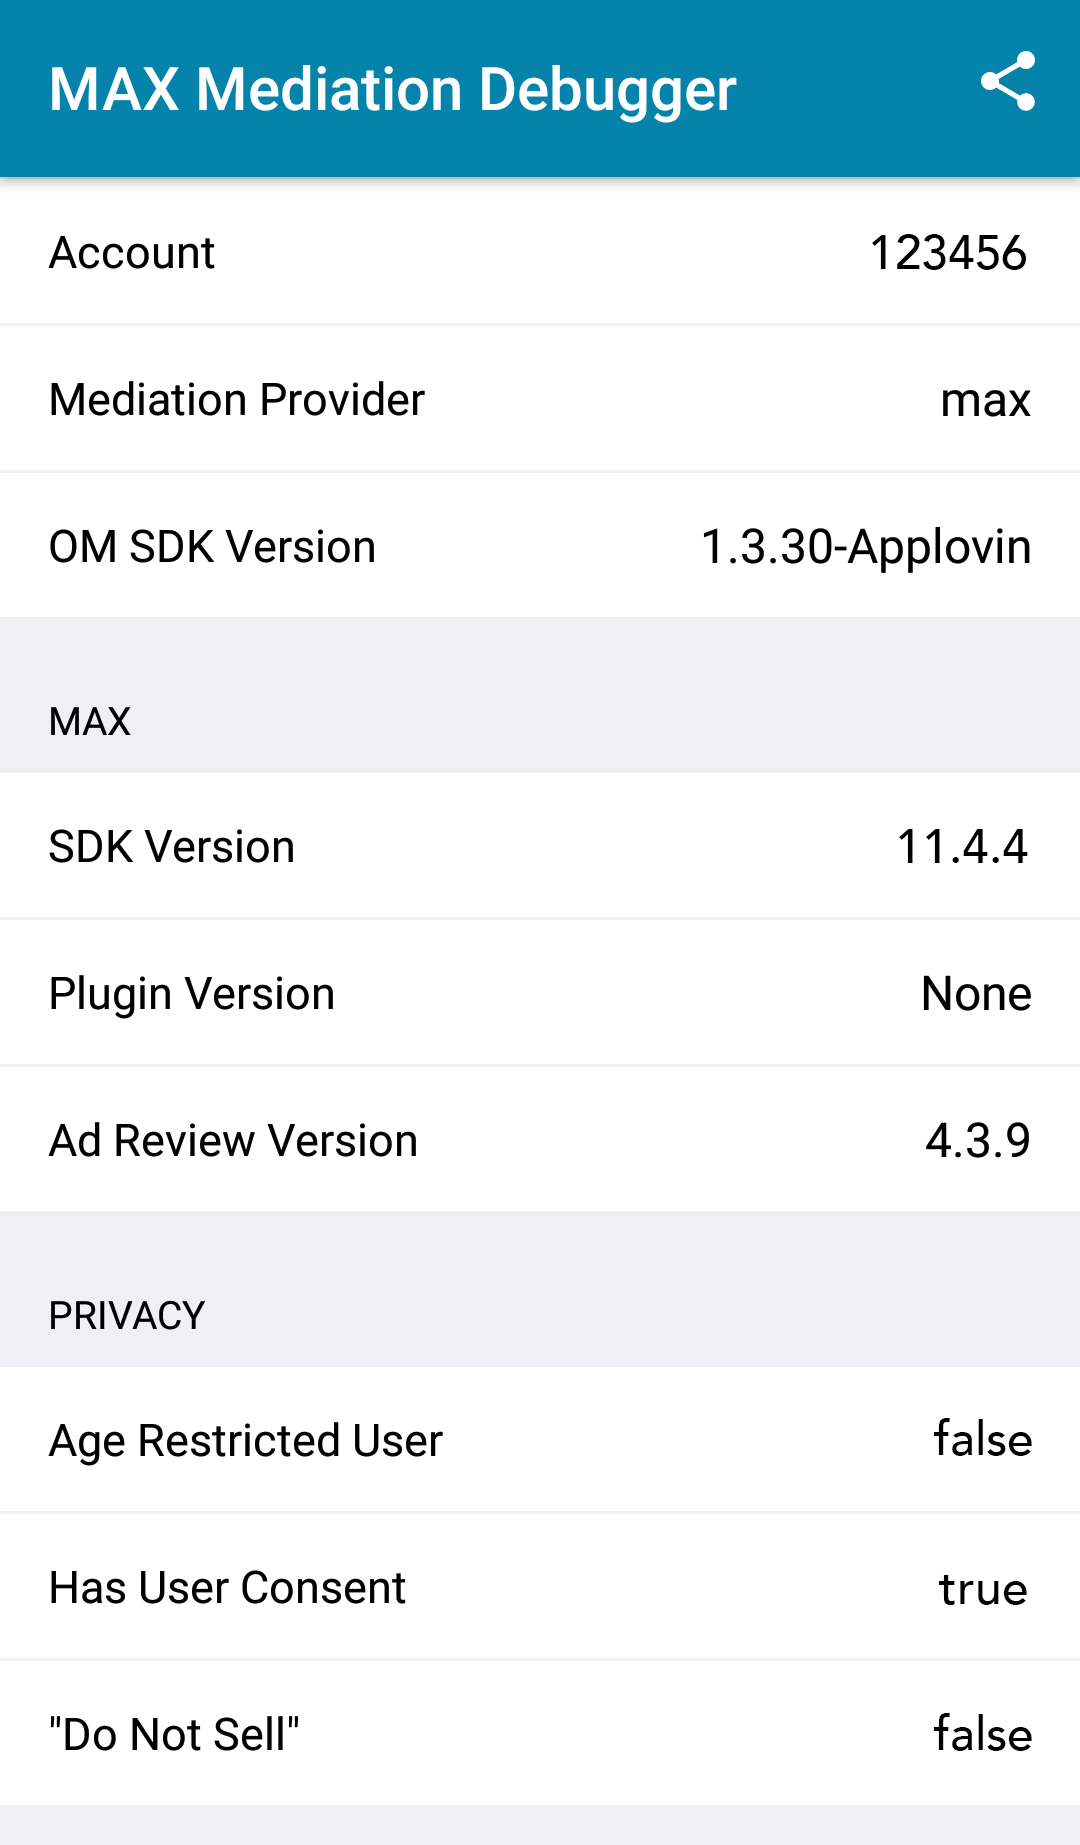 MAX Mediation Debugger
Account 123456
Mediation Provider max
OM SDK Version 1.3.30-Applovin
MAX
SDK Version 11.4.4
Plugin Version None
Ad Review Version 4.3.9
PRIVACY
Age Restricted User false
Has User Consent true
"Do Not Sell" false